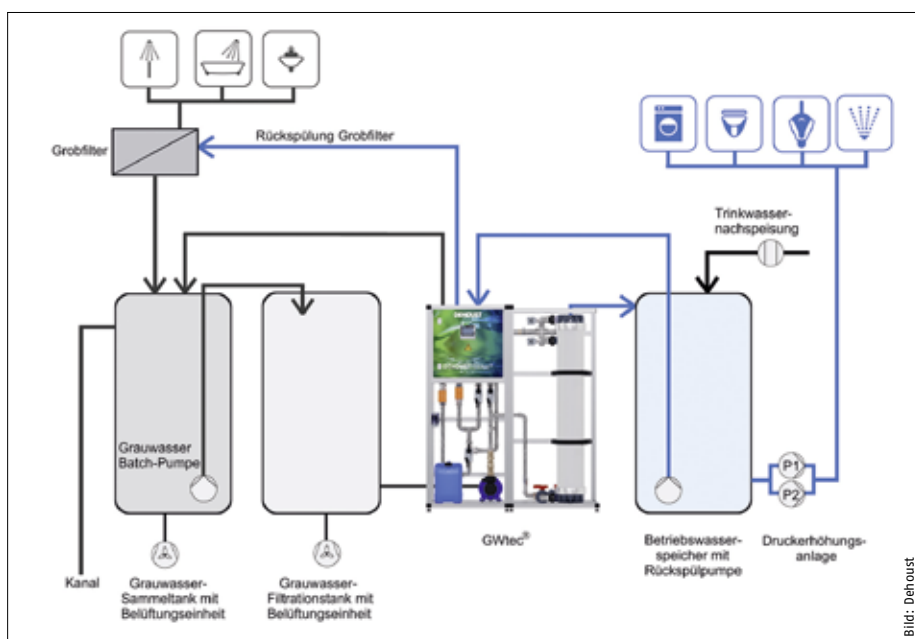 Grobfilter
Rückspülung Grobfilter
Trinkwasser-
nachspeisung
DEHOUST
Grauwasser
Batch-Pumpe
P1
P2
GWtec®
Betriebswasser-
speicher mit
Rückspülpumpe
Druckerhöhungs-
anlage
Kanal
Grauwasser-
Sammeltank mit
Belüftungseinheit
Grauwasser-
Filtrationstank mit
Belüftungseinheit
Bild: Dehoust